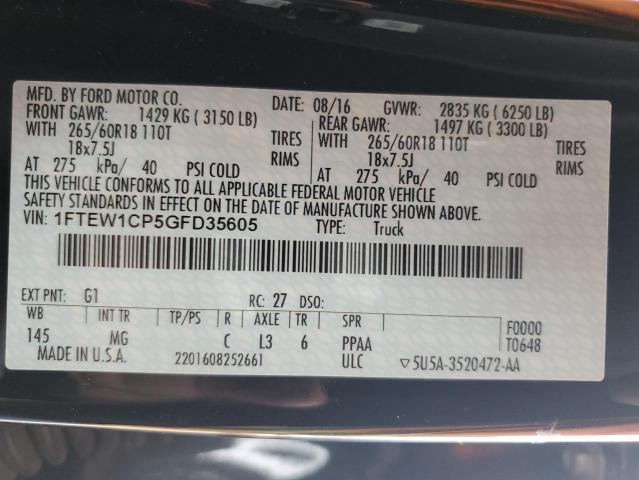 MFD. BY FORD MOTOR CO. DATE: 08/16 GVWR: 2835 KG ( 6250 LB)
FRONT GAWR: 1429 KG ( 3150 LB) REAR GAWR: 1497 KG ( 3300 LB)
WITH 265/60R18 110T TIRES WITH 265/60R18 110T TIRES
18x7.5J RIMS 18x7.5J RIMS
AT 275 kPa/ 40 PSI COLD AT 275 kPa/ 40 PSI COLD
THIS VEHICLE CONFORMS TO ALL APPLICABLE FEDERAL MOTOR VEHICLE
SAFETY STANDARDS IN EFFECT ON THE DATE OF MANUFACTURE SHOWN ABOVE.
VIN: 1FTEW1CP5GFD35605 TYPE: Truck
EXT PNT: G1 RC: 27 DSO:
WB INT TR TP/PS R AXLE TR SPR F0000
145 MG C L3 6 PPAA T0648
MADE IN U.S.A. 2201608252661 ULC ▽5U5A-3520472-AA